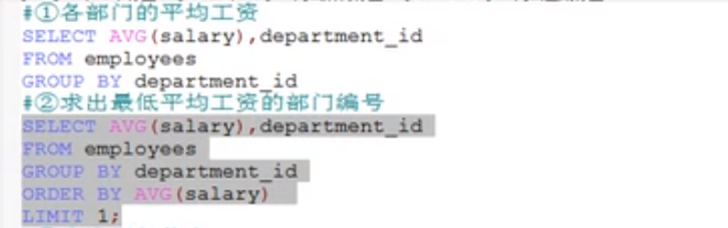 #①各部门的平均工资
SELECT AVG(salary),department_id
FROM employees
GROUP BY department_id
#②求出最低平均工资的部门编号
SELECT AVG(salary),department_id
FROM employees
GROUP BY department_id
ORDER BY AVG(salary)
LIMIT 1;